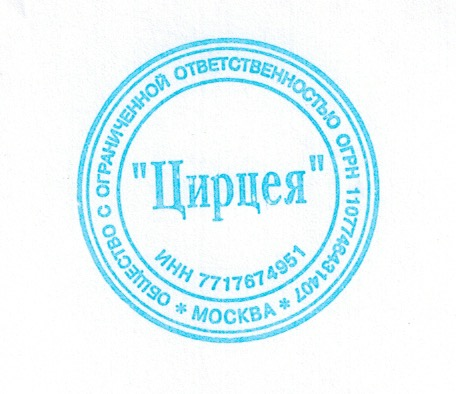 ОБЩЕСТВО С ОГРАНИЧЕННОЙ ОТВЕТСТВЕННОСТЬЮ ОГРН 1107746431407
* МОСКВА *
"Цирцея"
ИНН 7717674951